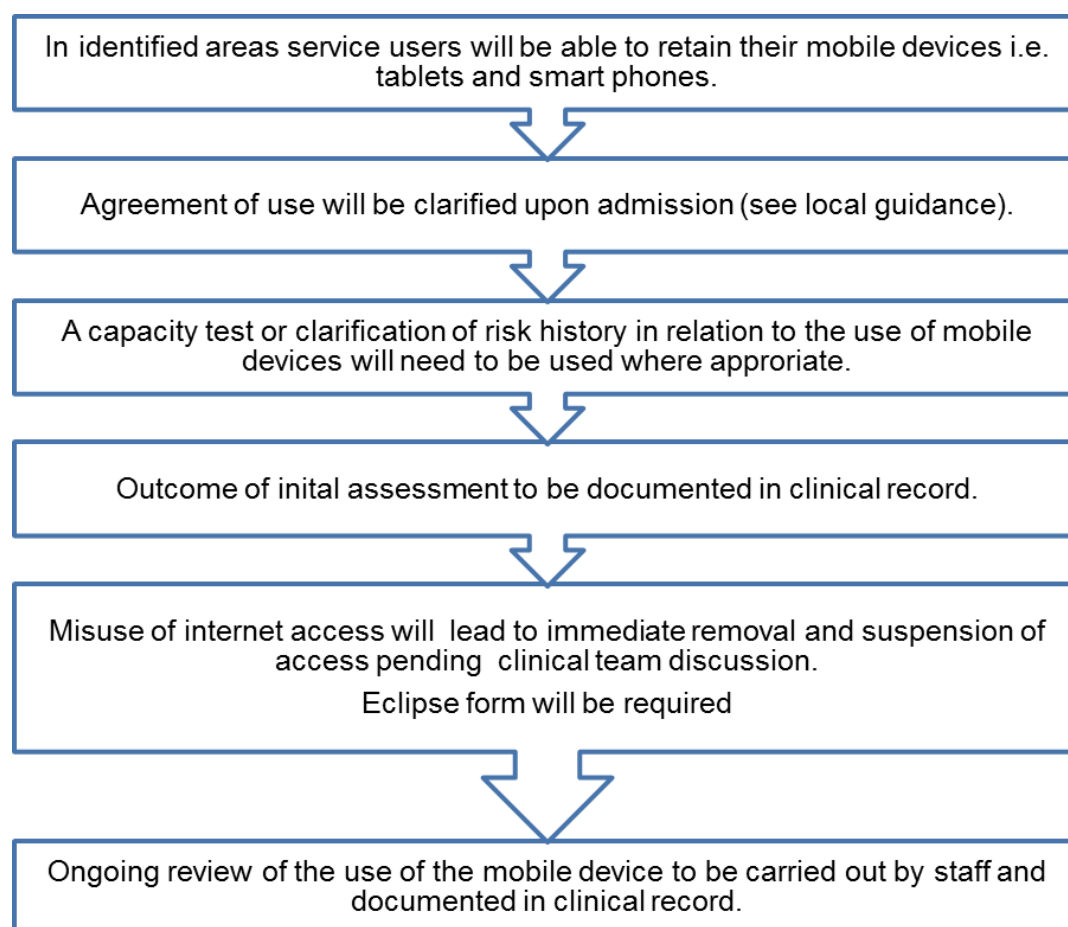 In identified areas service users will be able to retain their mobile devices i.e.
tablets and smart phones.
Agreement of use will be clarified upon admission (see local guidance).
A capacity test or clarification of risk history in relation to the use of mobile
devices will need to be used where approriate.
Outcome of inital assessment to be documented in clinical record.
Misuse of internet access will lead to immediate removal and suspension of
access pending clinical team discussion.
Eclipse form will be required
Ongoing review of the use of the mobile device to be carried out by staff and
documented in clinical record.